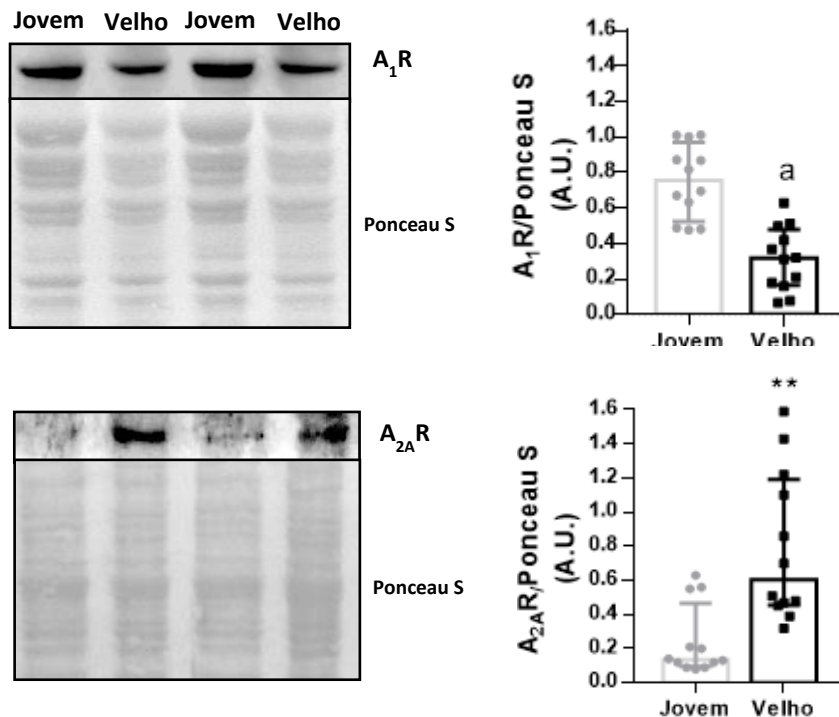 Jovem Velho Jovem Velho
A₁R
Ponceau S
A₁R/Ponceau S
(A.U.)
1.6
1.4
1.2
1.0
0.8
0.6
0.4
0.2
0.0
a
Jovem Velho
A₂AR
Ponceau S
A₂AR/Ponceau S
(A.U.)
1.6
1.4
1.2
1.0
0.8
0.6
0.4
0.2
0.0
**
Jovem Velho